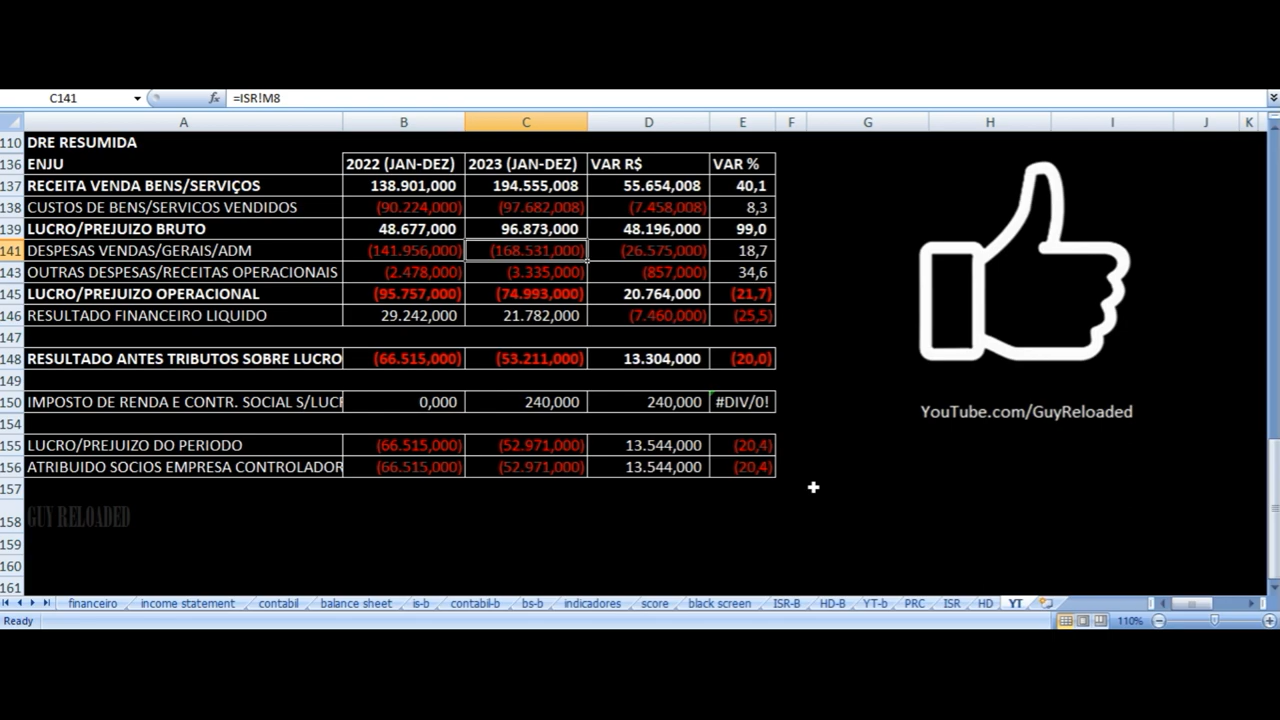 C141 fx =ISR!M8
A B C D E F G H I J K
110 DRE RESUMIDA
136 ENJU 2022 (JAN-DEZ) 2023 (JAN-DEZ) VAR R$ VAR %
137 RECEITA VENDA BENS/SERVIÇOS 138.901,000 194.555,008 55.654,008 40,1
138 CUSTOS DE BENS/SERVICOS VENDIDOS (90.224,000) (97.682,008) (7.458,008) 8,3
139 LUCRO/PREJUIZO BRUTO 48.677,000 96.873,000 48.196,000 99,0
141 DESPESAS VENDAS/GERAIS/ADM (141.956,000) (168.531,000) (26.575,000) 18,7
143 OUTRAS DESPESAS/RECEITAS OPERACIONAIS (2.478,000) (3.335,000) (857,000) 34,6
145 LUCRO/PREJUIZO OPERACIONAL (95.757,000) (74.993,000) 20.764,000 (21,7)
146 RESULTADO FINANCEIRO LIQUIDO 29.242,000 21.782,000 (7.460,000) (25,5)
147
148 RESULTADO ANTES TRIBUTOS SOBRE LUCRO (66.515,000) (53.211,000) 13.304,000 (20,0)
149
150 IMPOSTO DE RENDA E CONTR. SOCIAL S/LUCR 0,000 240,000 240,000 #DIV/0!
YouTube.com/GuyReloaded
154
155 LUCRO/PREJUIZO DO PERIODO (66.515,000) (52.971,000) 13.544,000 (20,4)
156 ATRIBUIDO SOCIOS EMPRESA CONTROLADOR (66.515,000) (52.971,000) 13.544,000 (20,4)
157
158 GUY RELOADED
159
160
161
financeiro income statement contabil balance sheet is-b contabil-b bs-b indicadores score black screen ISR-B HD-B YT-b PRC ISR HD YT
Ready 110%